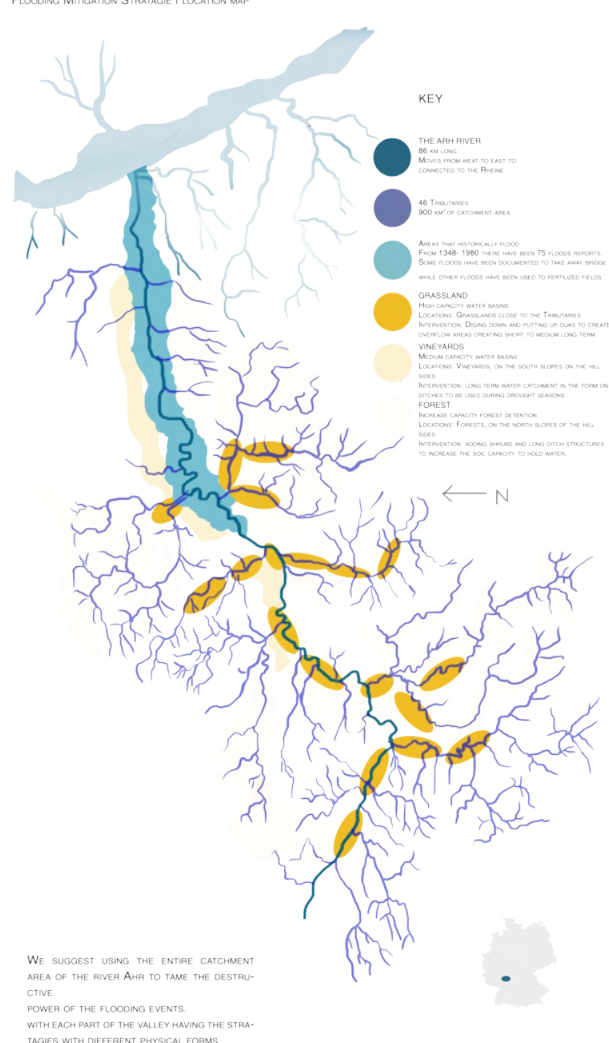 FLOODING MITIGATION STRATAGIE | LOCATION MAP
KEY
THE ARH RIVER
86 KM LONG
MOVES FROM WEAT TO EAST TO
CONNECTED TO THE RHEINE
46 TRIBUTARIES
900 KM² OF CATCHMENT AREA
AREAS THAT HISTORICALLY FLOOD.
FROM 1348- 1980 THERE HAVE BEEN 75 FLOODS REPORTS.
SOME FLOODS HAVE BEEN DOCUMENTED TO TAKE AWAY BRIDGE
WHILE OTHER FLOODS HAVE BEEN USED TO FERTILIZED FIELDS.
GRASSLAND
HIGH CAPACITY WATER BASINS
LOCATIONS: GRASSLANDS CLOSE TO THE TRIBUTARIES
INTERVENTION: DIGING DOWN AND PUTTING UP DUKS TO CREATE
OVERFLOW AREAS CREATING SHORT TO MEDIUM LONG TERM
VINEYARDS
MEDIUM CAPACITY WATER BASINS
LOCATIONS: VINEYARDS, ON THE SOUTH SLOPES ON THE HILL
SIDES
INTERVENTION: LONG TERM WATER CATCHMENT IN THE FORM ON
DITCHES TO BE USED DURING DROUGHT SEASONS
FOREST
INCREASE CAPACITY FOREST DETENTION
LOCATIONS: FORESTS, ON THE NORTH SLOPES OF THE HILL
SIDES
INTERVENTION: ADDING SHRUBS AND LONG DITCH STRUCTURES
TO INCREASE THE SOIL CAPACITY TO HOLD WATER.
N
WE SUGGEST USING THE ENTIRE CATCHMENT
AREA OF THE RIVER AHR TO TAME THE DESTRU-
CTIVE
POWER OF THE FLOODING EVENTS.
WITH EACH PART OF THE VALLEY HAVING THE STRA-
TAGIES WITH DIFFERENT PHYSICAL FORMS